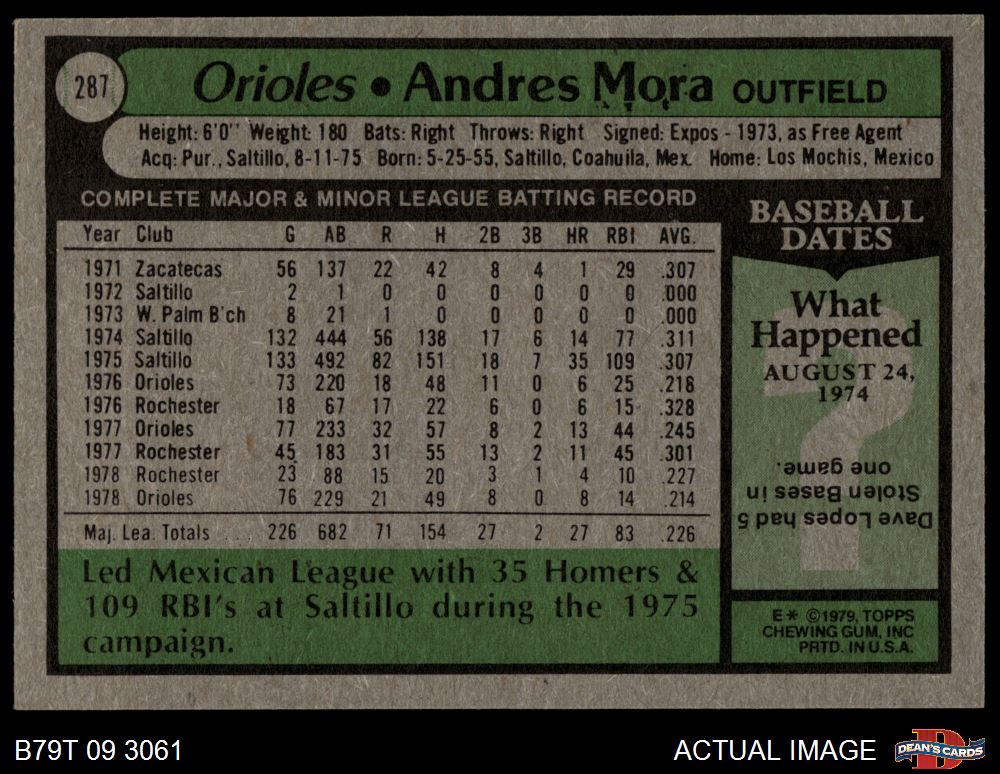 287
Orioles • Andres Mora OUTFIELD
Height: 6'0" Weight: 180 Bats: Right Throws: Right Signed: Expos - 1973, as Free Agent
Acq: Pur., Saltillo, 8-11-75 Born: 5-25-55, Saltillo, Coahuila, Mex. Home: Los Mochis, Mexico
COMPLETE MAJOR & MINOR LEAGUE BATTING RECORD
Year Club G AB R H 2B 3B HR RBI AVG.
1971 Zacatecas 56 137 22 42 8 4 1 29 .307
1972 Saltillo 2 1 0 0 0 0 0 0 .000
1973 W. Palm B'ch 8 21 1 0 0 0 0 0 .000
1974 Saltillo 132 444 56 138 17 6 14 77 .311
1975 Saltillo 133 492 82 151 18 7 35 109 .307
1976 Orioles 73 220 18 48 11 0 6 25 .218
1976 Rochester 18 67 17 22 6 0 6 15 .328
1977 Orioles 77 233 32 57 8 2 13 44 .245
1977 Rochester 45 183 31 55 13 2 11 45 .301
1978 Rochester 23 88 15 20 3 1 4 10 .227
1978 Orioles 76 229 21 49 8 0 8 14 .214
Maj. Lea. Totals . . . 226 682 71 154 27 2 27 83 .226
Led Mexican League with 35 Homers &
109 RBI's at Saltillo during the 1975
campaign.
BASEBALL
DATES
What
Happened
AUGUST 24,
1974
?
Dave Lopes had 5
Stolen Bases in
one game.
E* ©1979, TOPPS
CHEWING GUM, INC
PRTD. IN U.S.A.
B79T 09 3061
ACTUAL IMAGE
D
DEAN'S CARDS